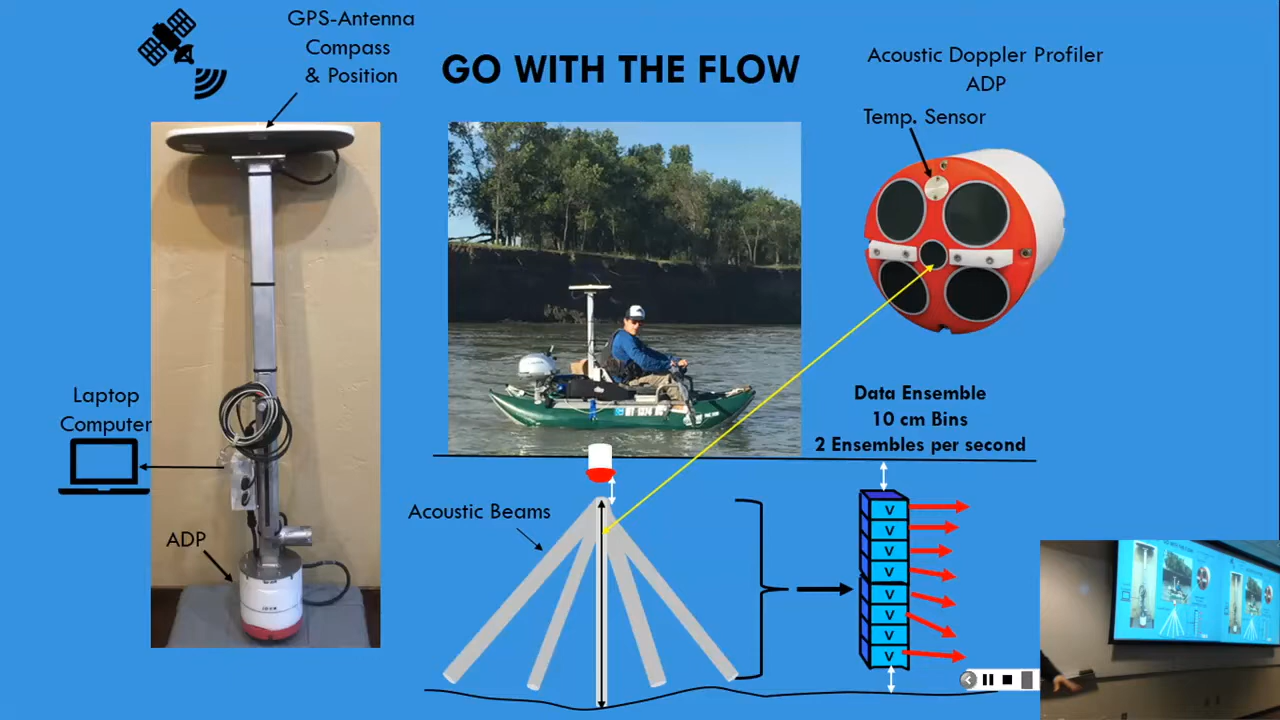 GPS-Antenna
Compass
& Position
GO WITH THE FLOW
Acoustic Doppler Profiler
ADP
Temp. Sensor
Laptop
Computer
Data Ensemble
10 cm Bins
2 Ensembles per second
Acoustic Beams
ADP
V
V
V
V
V
V
V
V